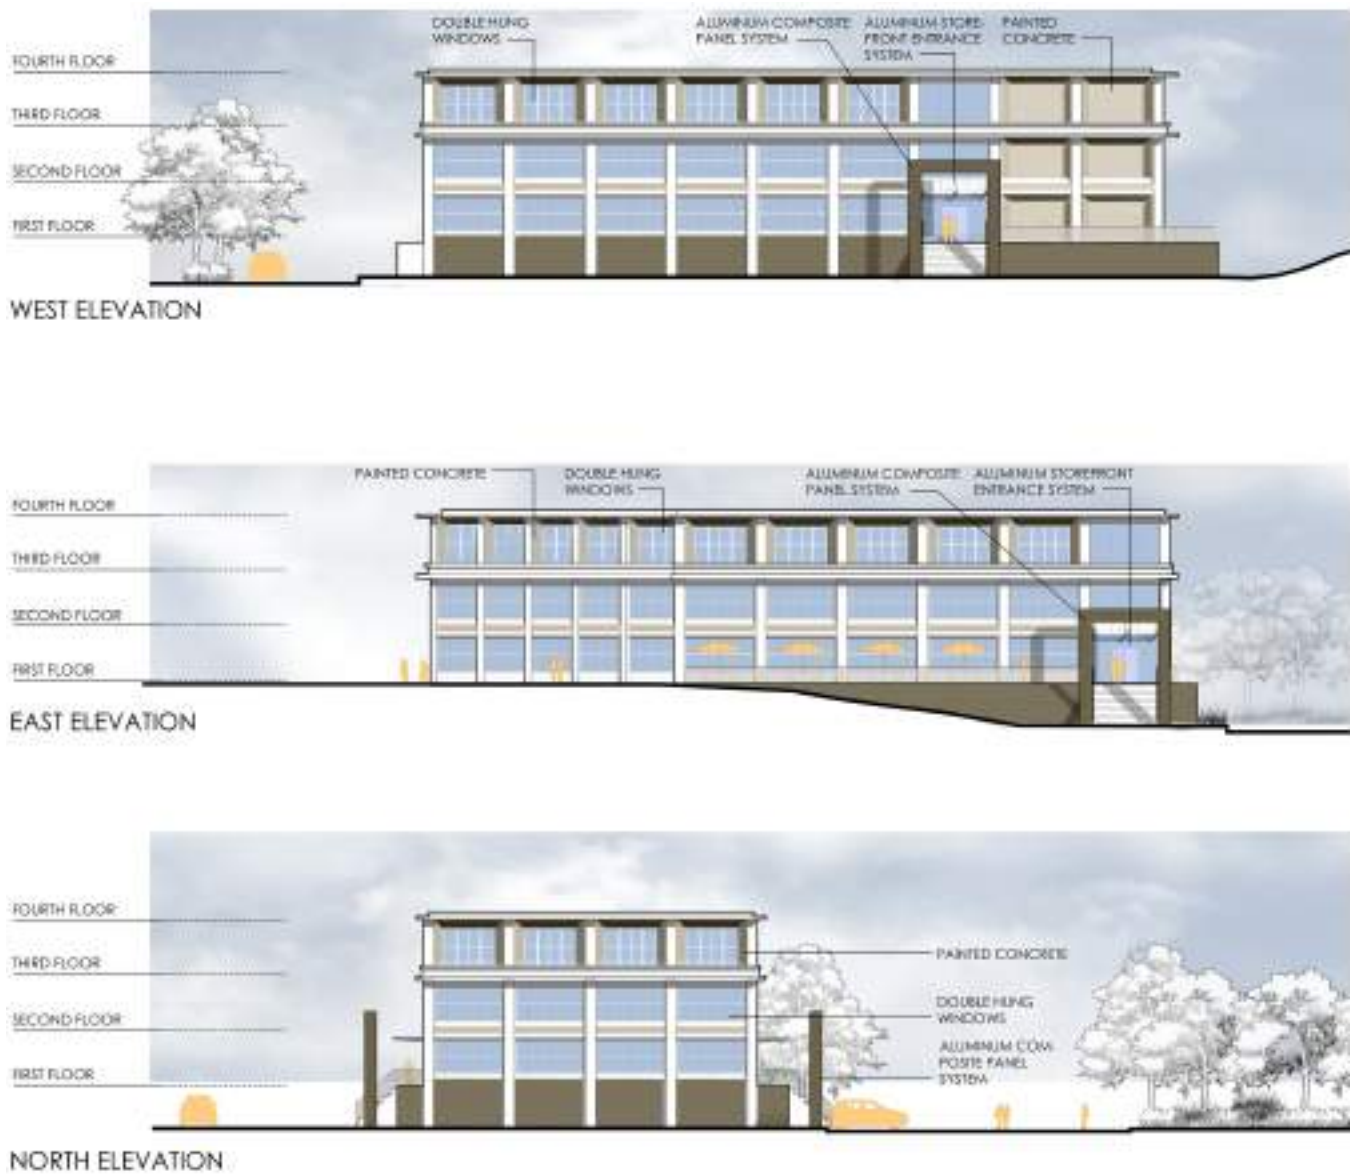 DOUBLE HUNG
WINDOWS
ALUMINUM COMPOSITE
PANEL SYSTEM
ALUMINUM STORE-
FRONT ENTRANCE
SYSTEM
PAINTED
CONCRETE
FOURTH FLOOR
THIRD FLOOR
SECOND FLOOR
FIRST FLOOR
WEST ELEVATION
PAINTED CONCRETE
DOUBLE HUNG
WINDOWS
ALUMINUM COMPOSITE
PANEL SYSTEM
ALUMINUM STOREFRONT
ENTRANCE SYSTEM
FOURTH FLOOR
THIRD FLOOR
SECOND FLOOR
FIRST FLOOR
EAST ELEVATION
FOURTH FLOOR
THIRD FLOOR
SECOND FLOOR
FIRST FLOOR
PAINTED CONCRETE
DOUBLE HUNG
WINDOWS
ALUMINUM COM-
POSITE PANEL
SYSTEM
NORTH ELEVATION